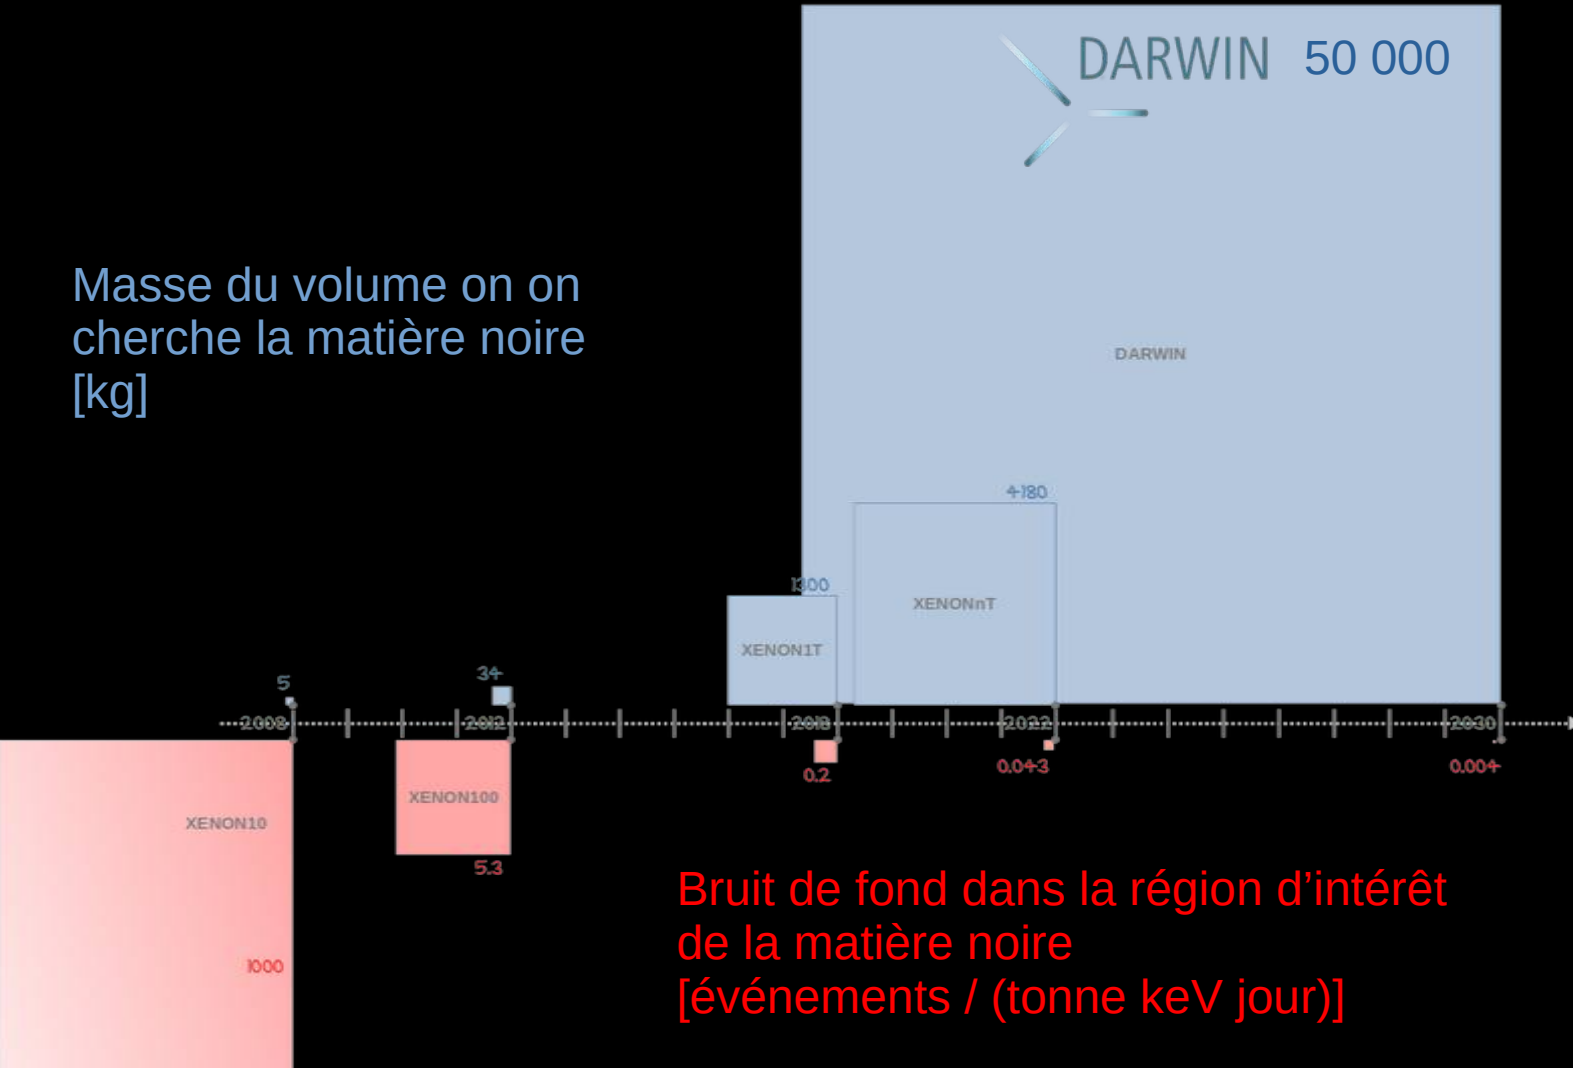 DARWIN 50 000
Masse du volume on on
cherche la matière noire
[kg]
DARWIN
4180
1300
XENONnT
XENON1T
34
5
2008 2012 2018 2022 2030
0.2
0.043
0.004
XENON100
XENON10
5.3
Bruit de fond dans la région d’intérêt
de la matière noire
[événements / (tonne keV jour)]
1000